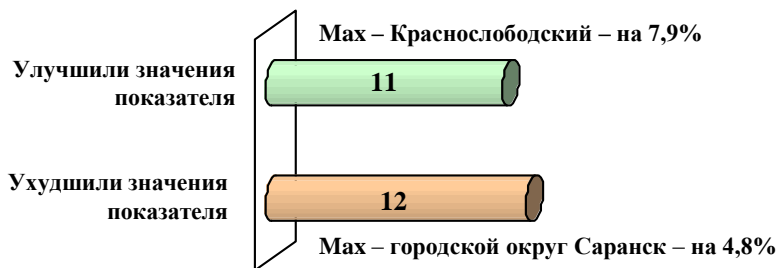 Max – Краснослободский – на 7,9%
Улучшили значения
показателя
11
Ухудшили значения
показателя
12
Max – городской округ Саранск – на 4,8%